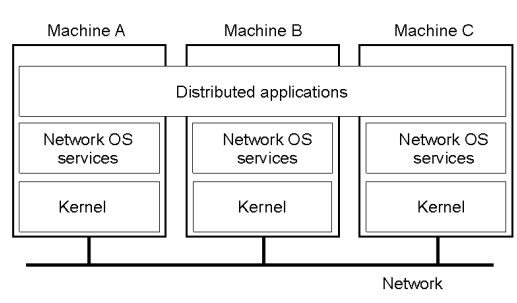 Machine A
Machine B
Machine C
Distributed applications
Network OS
services
Network OS
services
Network OS
services
Kernel
Kernel
Kernel
Network